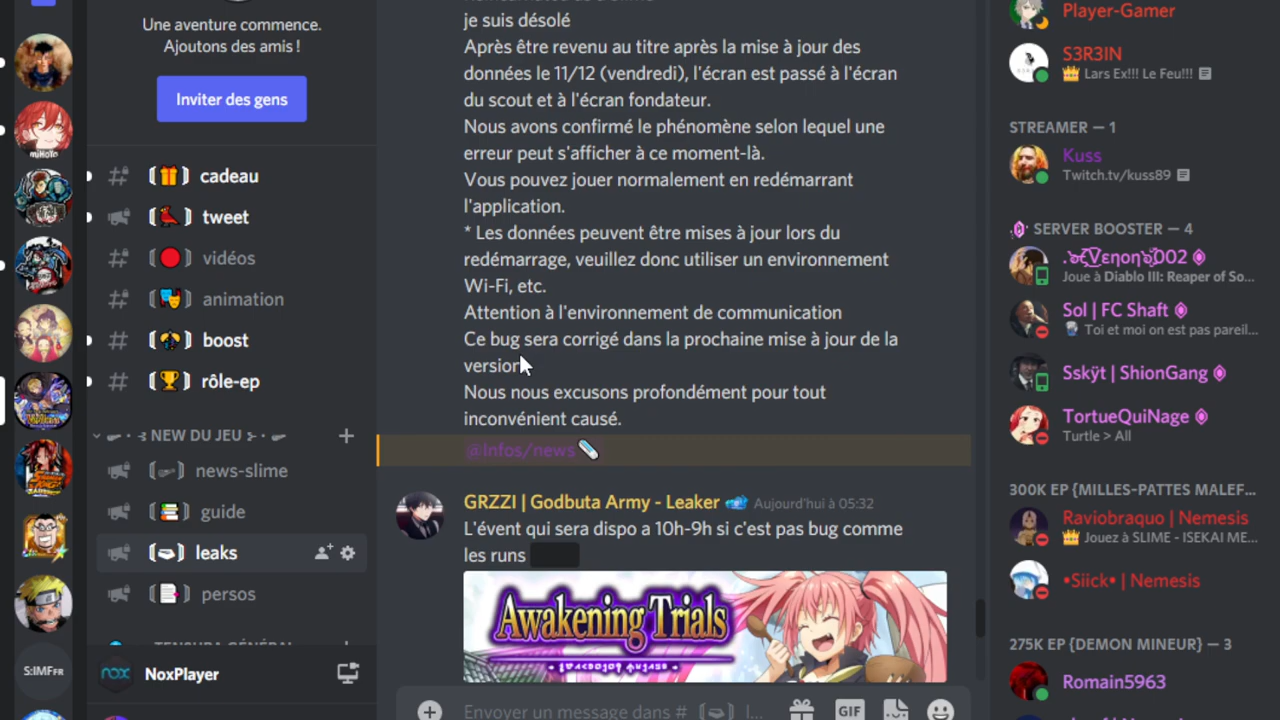 Une aventure commence.
Ajoutons des amis !
Inviter des gens
cadeau
tweet
vidéos
animation
boost
rôle-ep
NEW DU JEU
news-slime
guide
leaks
persos
NoxPlayer
miHoYo
S:IMFFR
je suis désolé
Après être revenu au titre après la mise à jour des
données le 11/12 (vendredi), l'écran est passé à l'écran
du scout et à l'écran fondateur.
Nous avons confirmé le phénomène selon lequel une
erreur peut s'afficher à ce moment-là.
Vous pouvez jouer normalement en redémarrant
l'application.
* Les données peuvent être mises à jour lors du
redémarrage, veuillez donc utiliser un environnement
Wi-Fi, etc.
Attention à l'environnement de communication
Ce bug sera corrigé dans la prochaine mise à jour de la
version
Nous nous excusons profondément pour tout
inconvénient causé.
@Infos/news
GRZZI | Godbuta Army - Leaker Aujourd'hui à 05:32
L'évent qui sera dispo a 10h-9h si c'est pas bug comme
les runs
Awakening Trials
Envoyer un message dans #
GIF
Player-Gamer
S3R3IN
Lars Ex!!! Le Feu!!!
STREAMER — 1
Kuss
Twitch.tv/kuss89
SERVER BOOSTER — 4
Joue à Diablo III: Reaper of So...
Sol | FC Shaft
Toi et moi on est pas pareil...
Sskÿt | ShionGang
TortueQuiNage
Turtle > All
300K EP {MILLES-PATTES MALEF...
Raviobraquo | Nemesis
Jouez à SLIME - ISEKAI ME...
•Siick• | Nemesis
275K EP {DEMON MINEUR} — 3
Romain5963